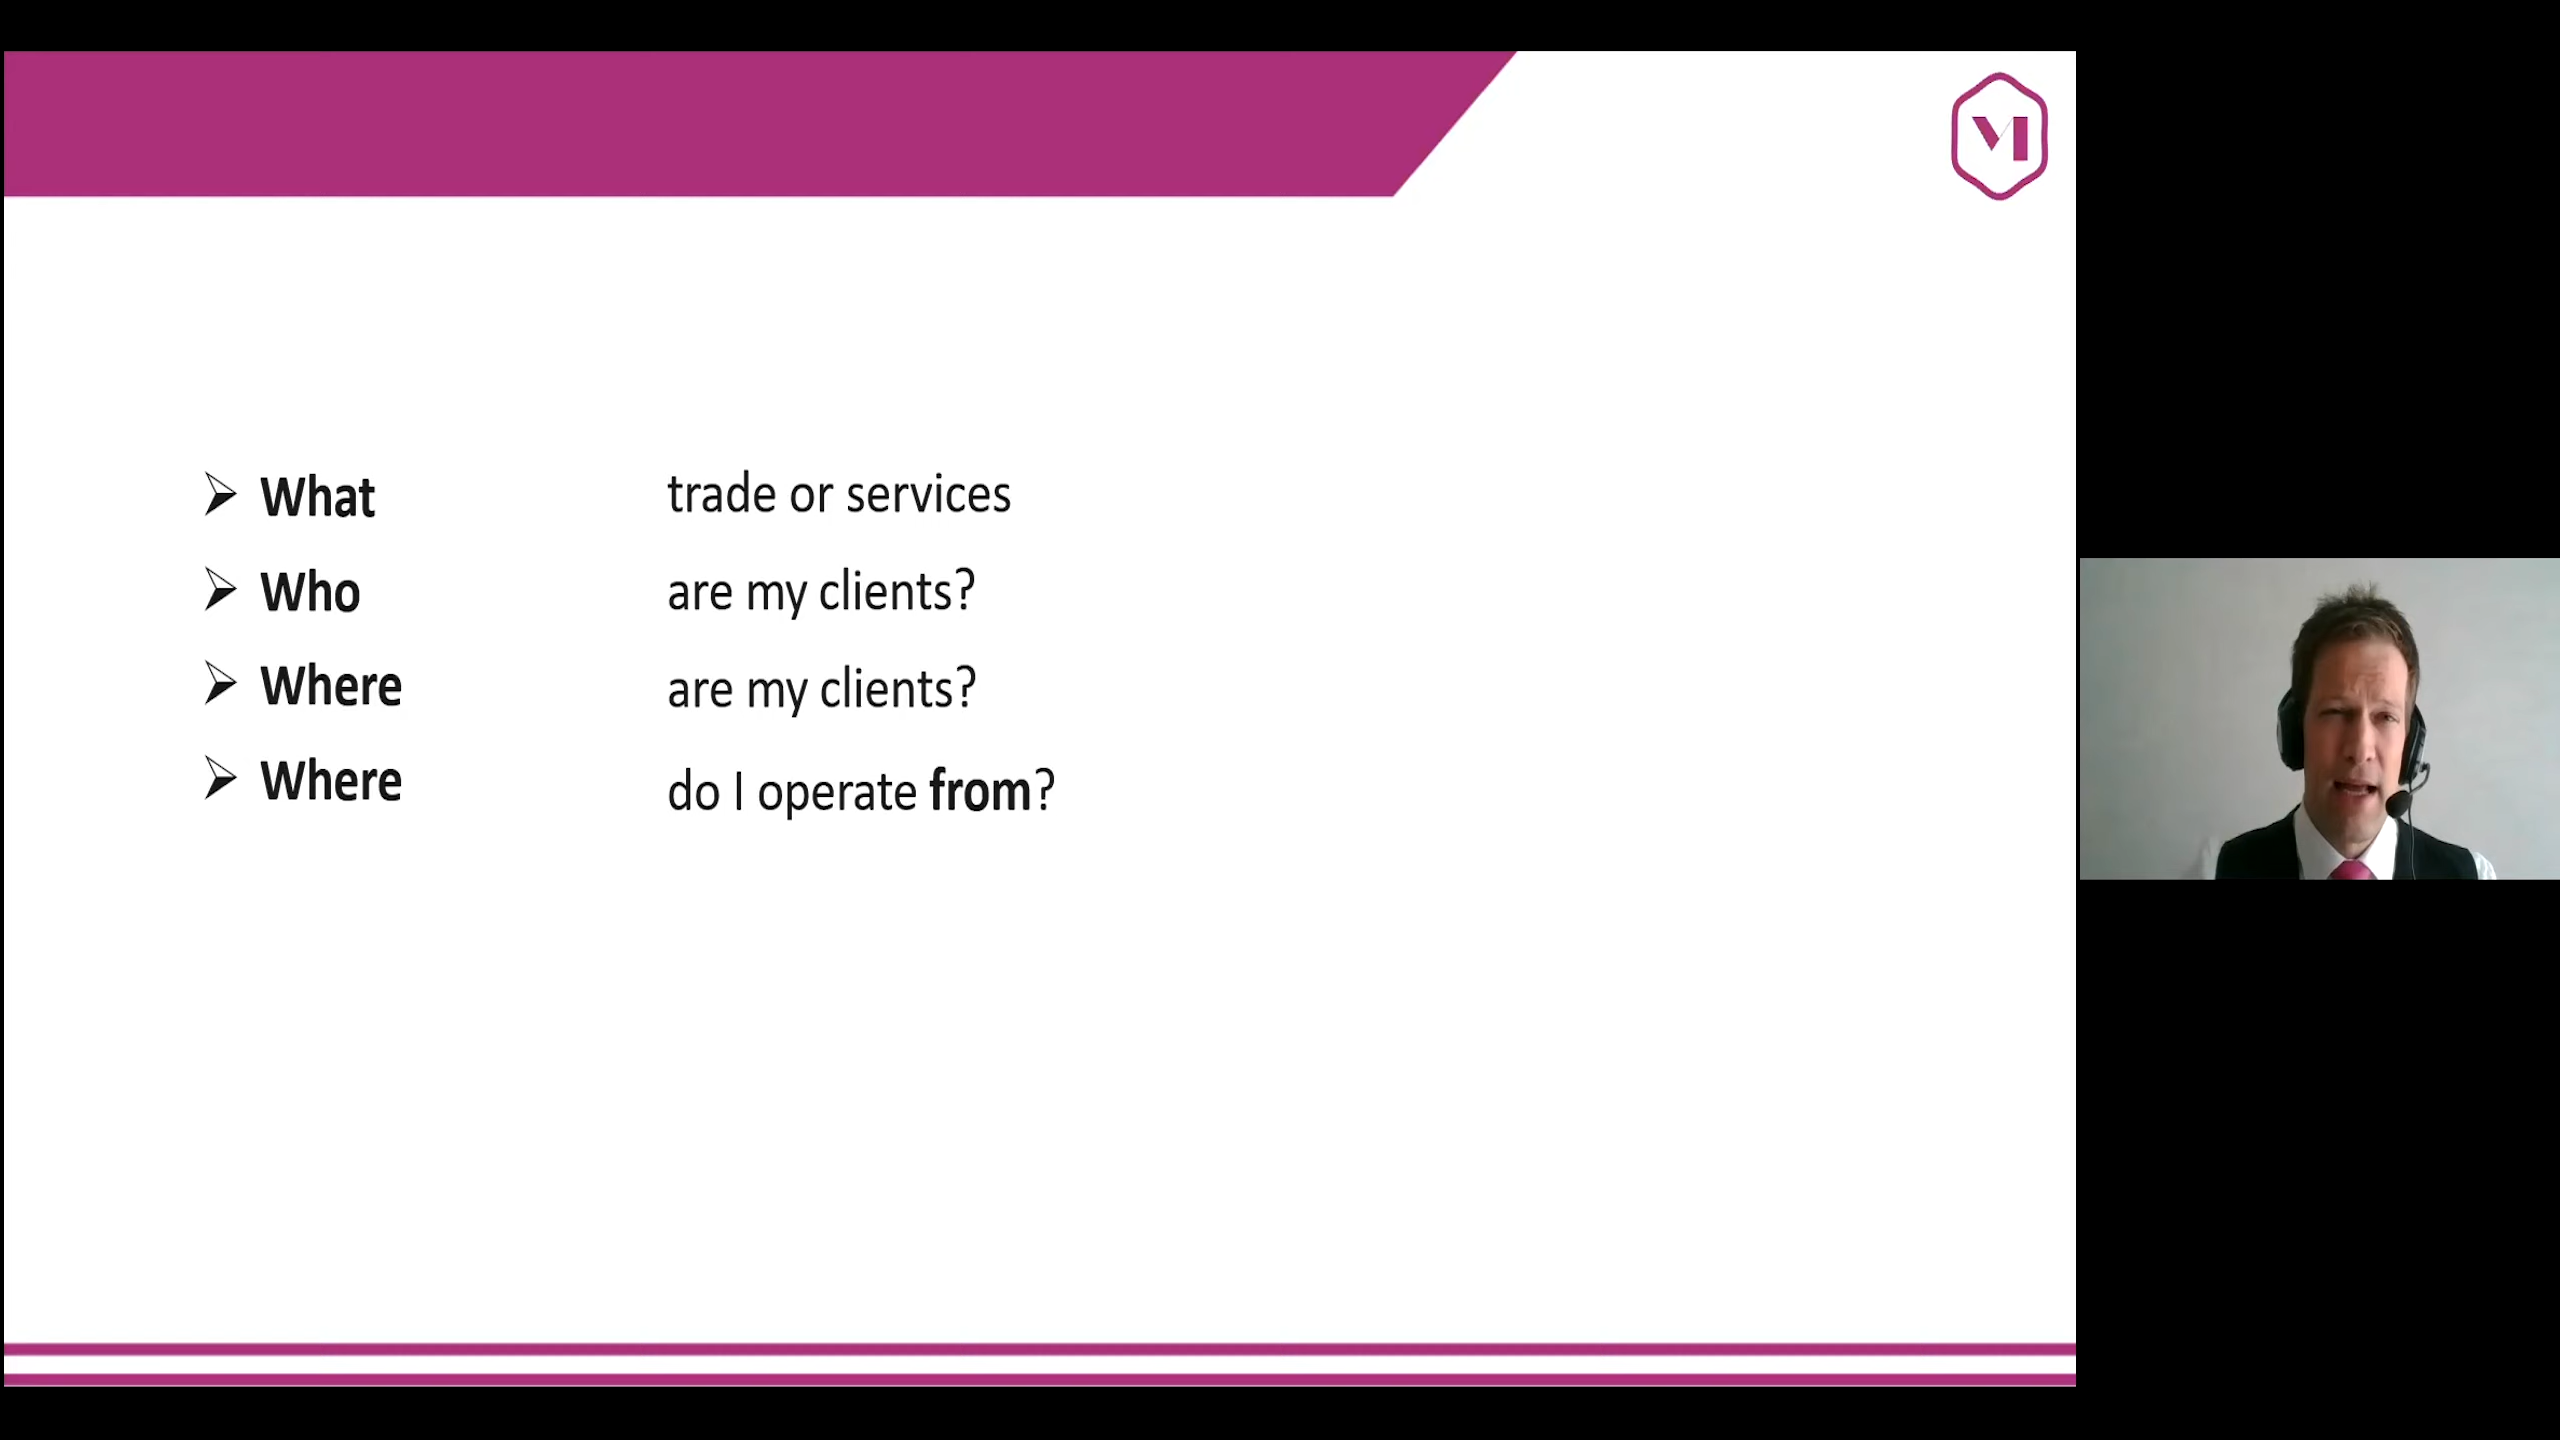 What trade or services
Who are my clients?
Where are my clients?
Where do I operate from?